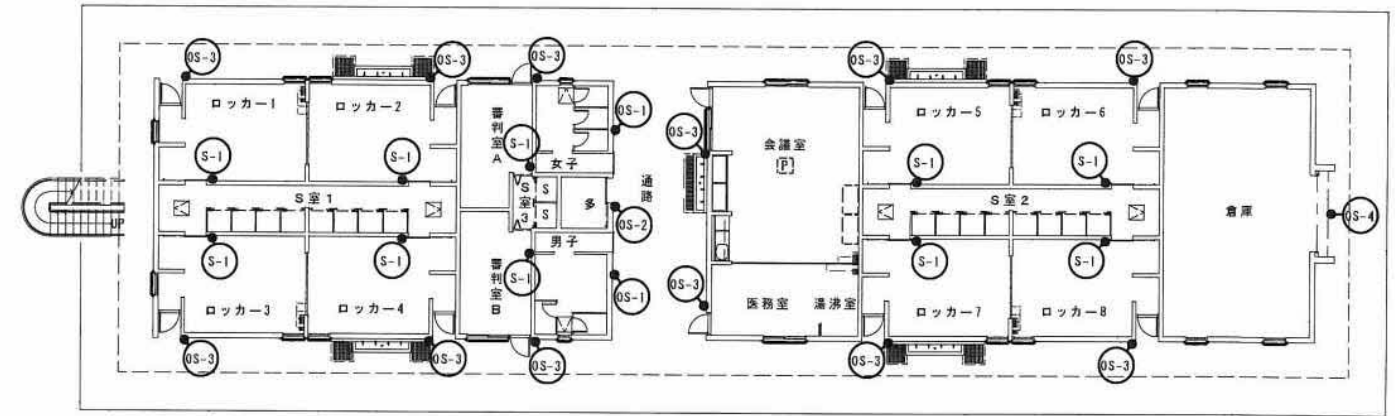 OS-3
OS-3
OS-3
OS-3
OS-3
ロッカー1
ロッカー2
審判室A
OS-1
OS-3
会議室
P
ロッカー5
ロッカー6
S-1
S-1
S-1
女子
通路
S-1
S-1
S室1
S室3
S
S
多
OS-2
S室2
倉庫
OS-4
UP
S-1
S-1
男子
S-1
S-1
S-1
審判室B
OS-1
OS-3
医務室
湯沸室
ロッカー3
ロッカー4
ロッカー7
ロッカー8
OS-3
OS-3
OS-3
OS-3
OS-3